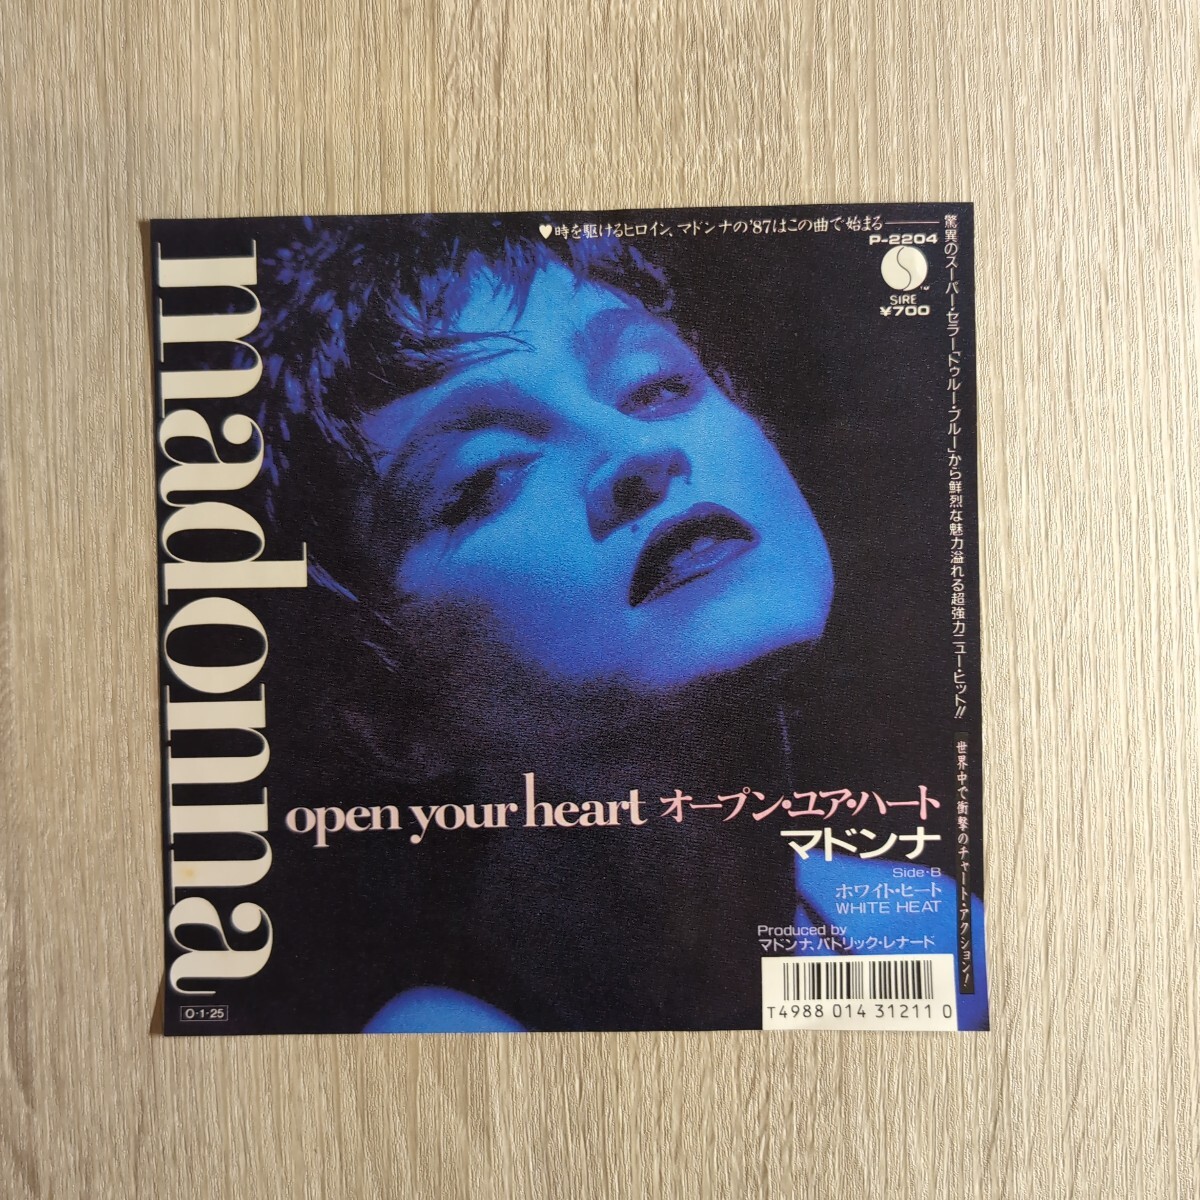 ♥時を駆けるヒロイン、マドンナの'87はこの曲で始まる
P-2204
TM
SIRE
¥700
驚異のスーパー・セラー「トゥルー・ブルー」から鮮烈な魅力溢れる超強力ニュー・ヒット!!
世界中で衝撃のチャート・アクション!
madonna
open your heart オープン・ユア・ハート
マドンナ
Side・B
ホワイト・ヒート
WHITE HEAT
Produced by
マドンナ、パトリック・レナード
T4988 014 31211 0
O・1・25